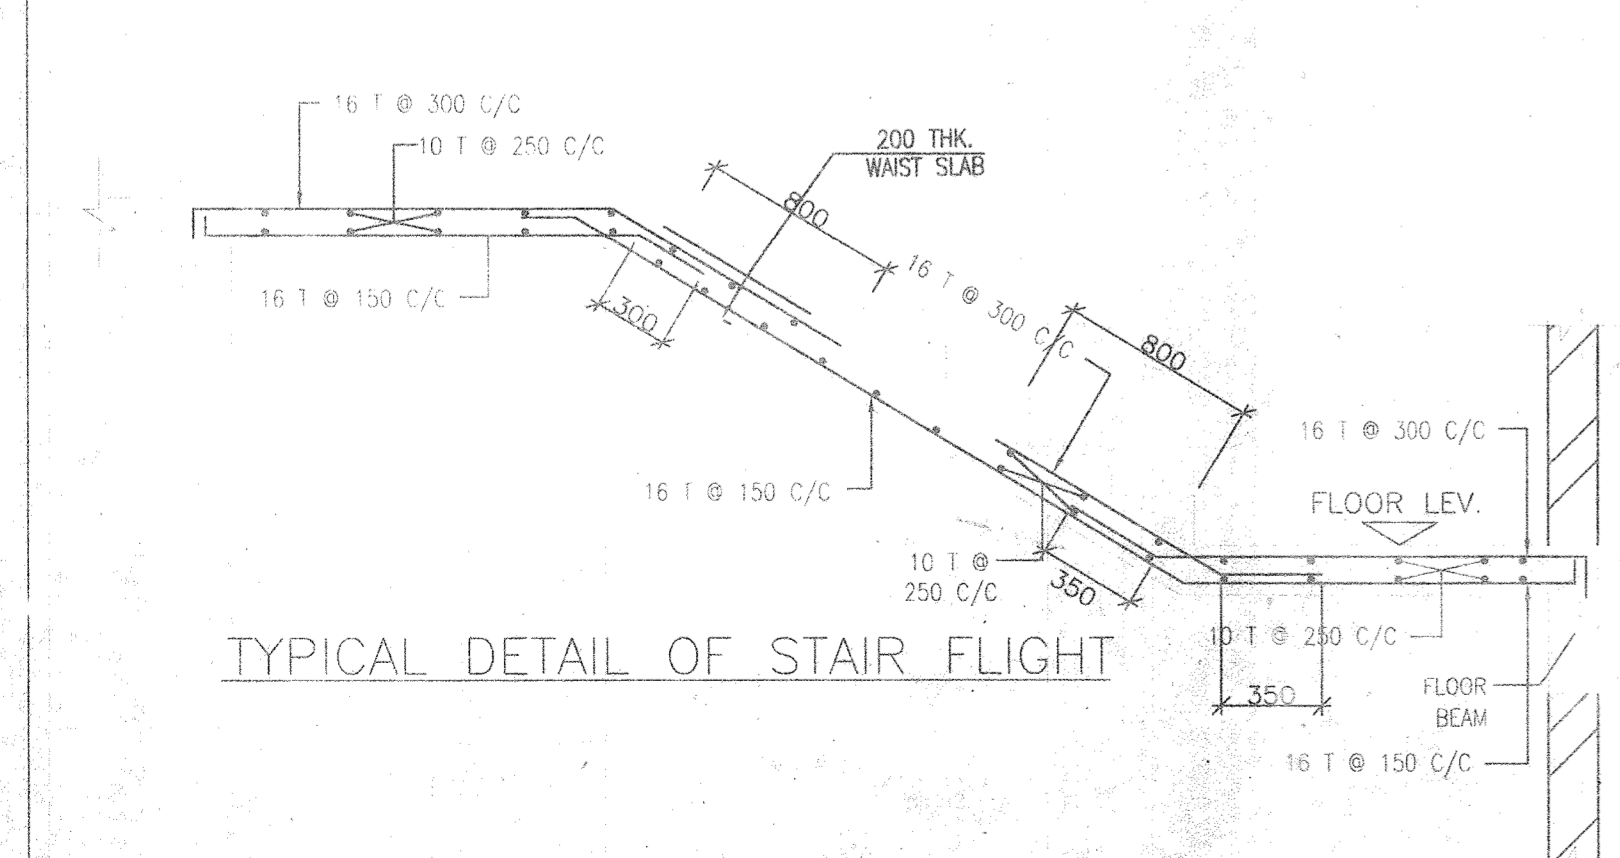 16 T @ 300 C/C
10 T @ 250 C/C
200 THK.
WAIST SLAB
800
16 T @ 300 C/C
16 T @ 150 C/C
300
800
16 T @ 300 C/C
16 T @ 150 C/C
FLOOR LEV.
10 T @
250 C/C
350
10 T @ 250 C/C
TYPICAL DETAIL OF STAIR FLIGHT
350
FLOOR
BEAM
16 T @ 150 C/C